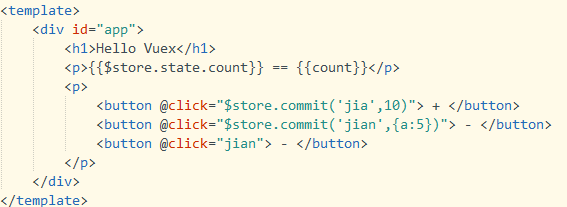 <template>
    <div id="app">
        <h1>Hello Vuex</h1>
        <p>{{$store.state.count}} == {{count}}</p>
        <p>
            <button @click="$store.commit('jia',10)"> + </button>
            <button @click="$store.commit('jian',{a:5})"> - </button>
            <button @click="jian"> - </button>
        </p>
    </div>
</template>